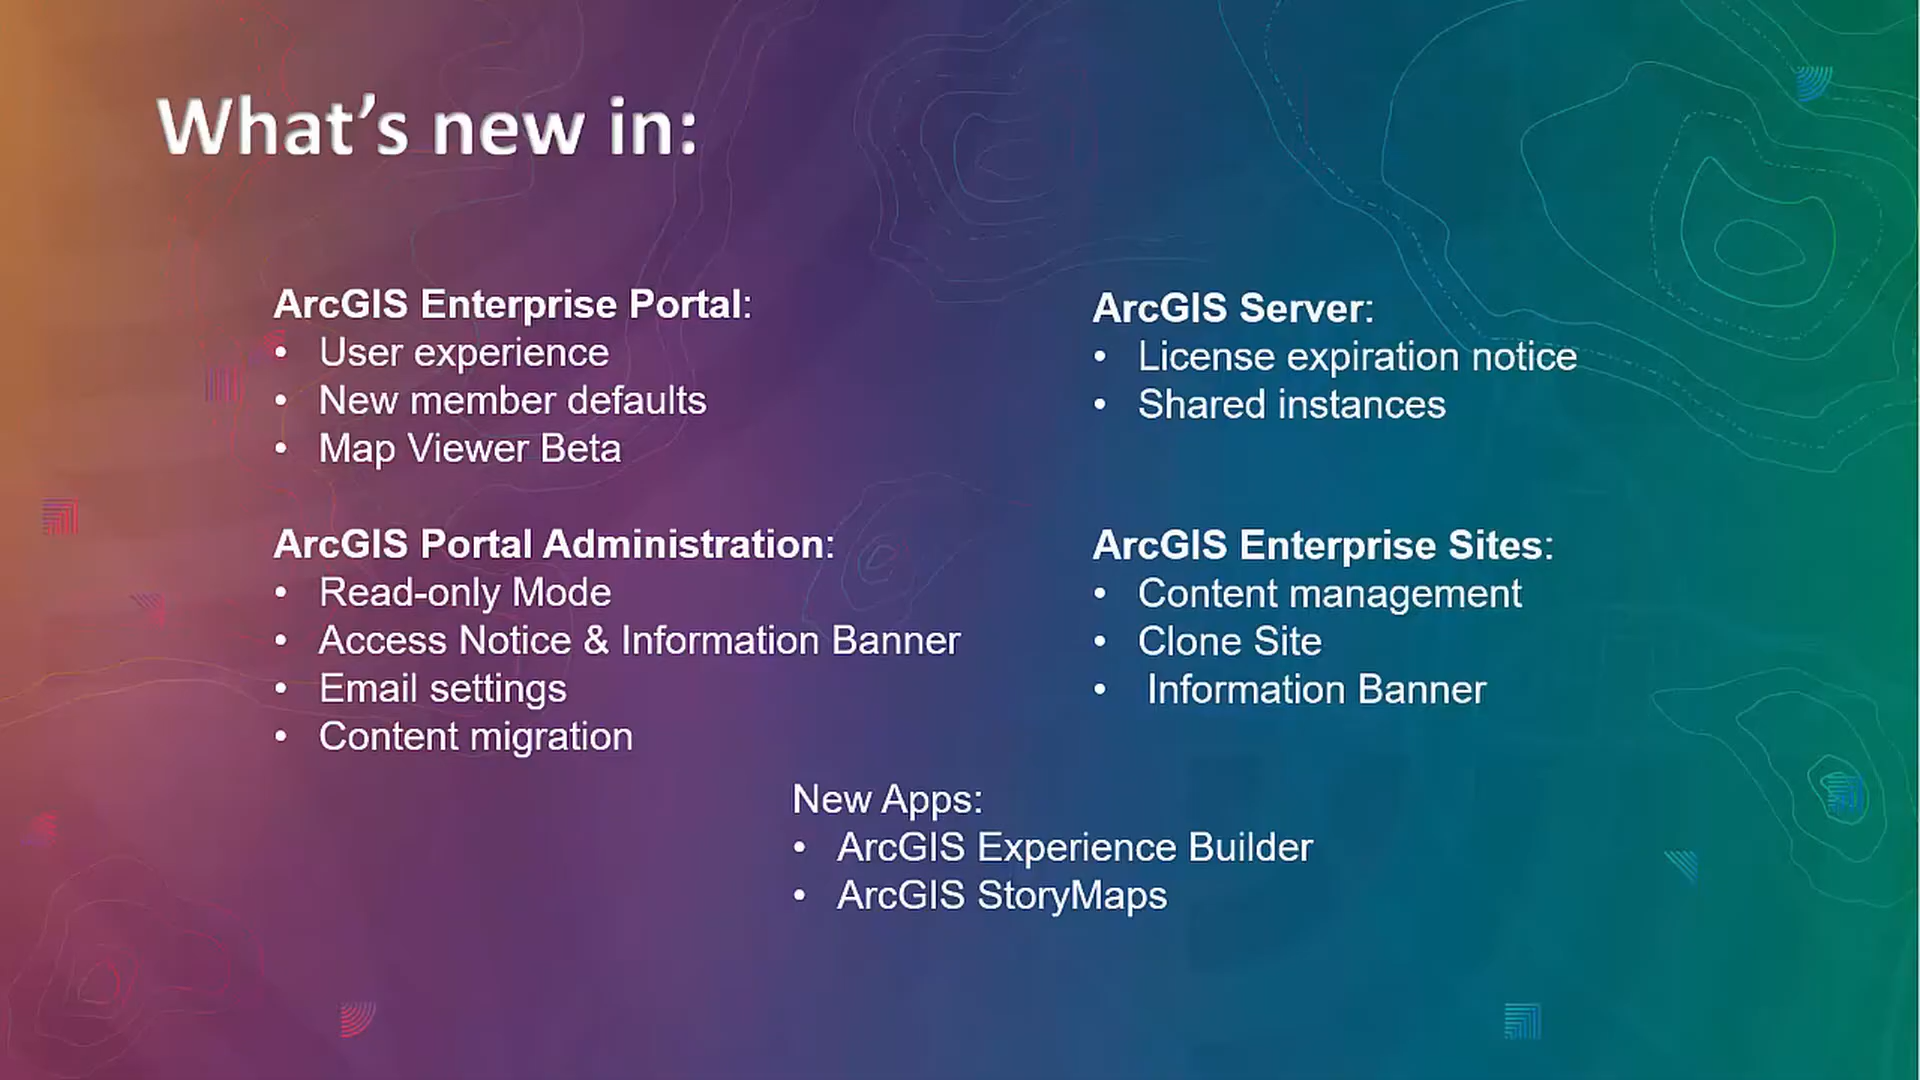 What's new in:
ArcGIS Enterprise Portal:
• User experience
• New member defaults
• Map Viewer Beta
ArcGIS Portal Administration:
• Read-only Mode
• Access Notice & Information Banner
• Email settings
• Content migration
ArcGIS Server:
• License expiration notice
• Shared instances
ArcGIS Enterprise Sites:
• Content management
• Clone Site
• Information Banner
New Apps:
• ArcGIS Experience Builder
• ArcGIS StoryMaps